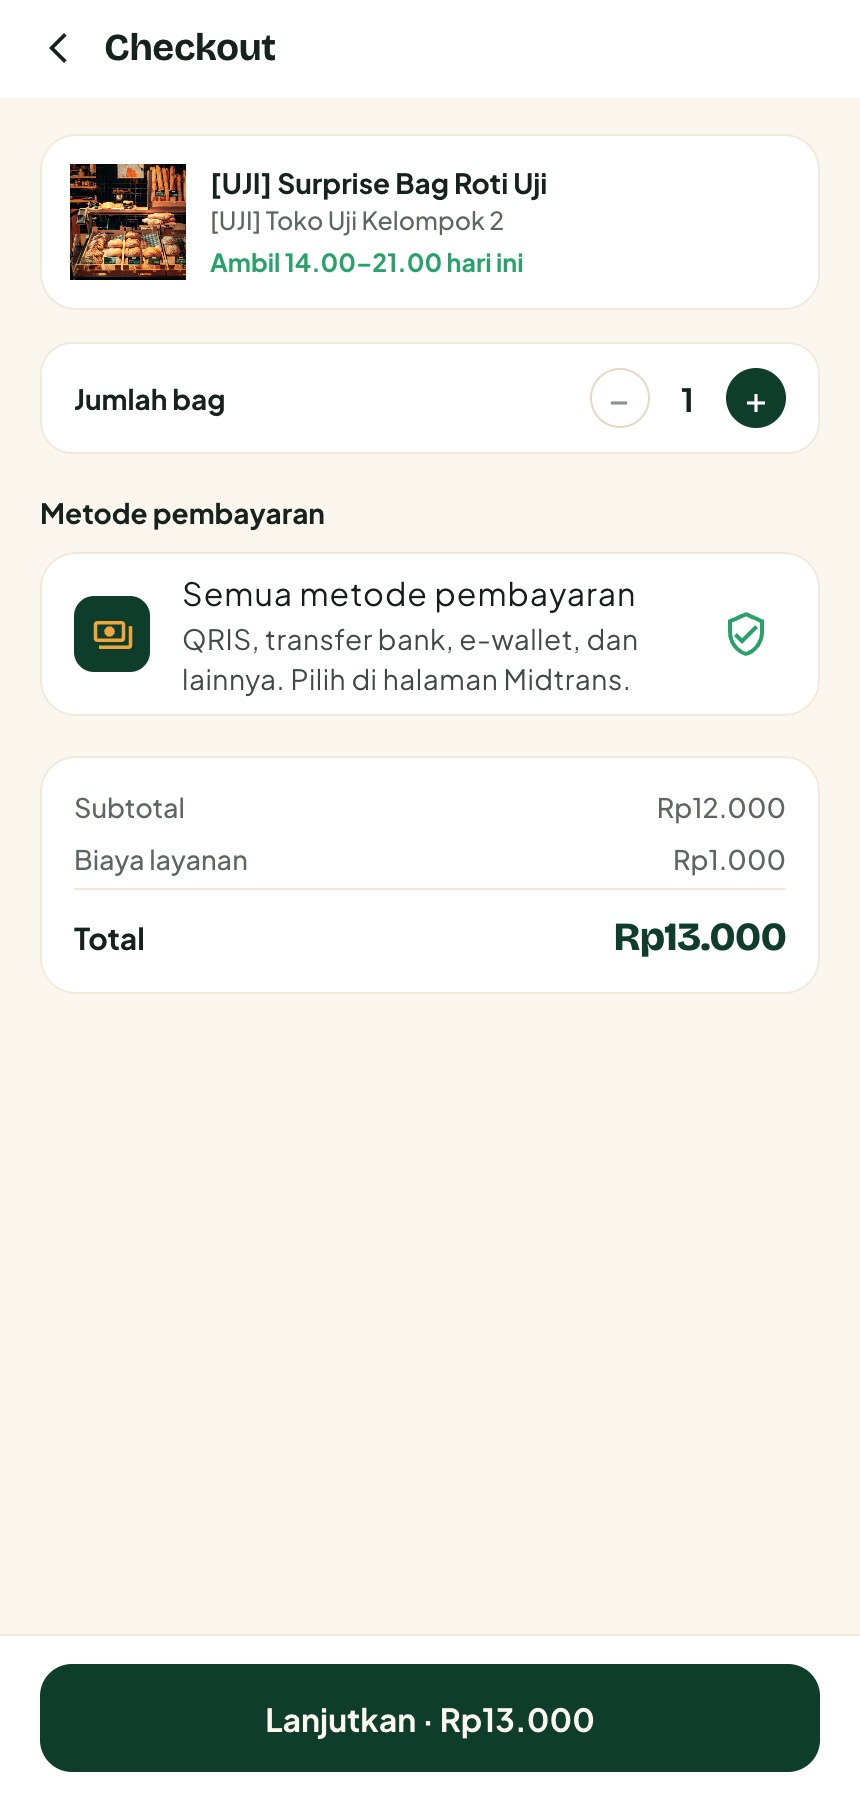 Checkout
[UJI] Surprise Bag Roti Uji
[UJI] Toko Uji Kelompok 2
Ambil 14.00–21.00 hari ini
Jumlah bag − 1 +
Metode pembayaran
Semua metode pembayaran
QRIS, transfer bank, e-wallet, dan
lainnya. Pilih di halaman Midtrans.
Subtotal Rp12.000
Biaya layanan Rp1.000
Total Rp13.000
Lanjutkan · Rp13.000